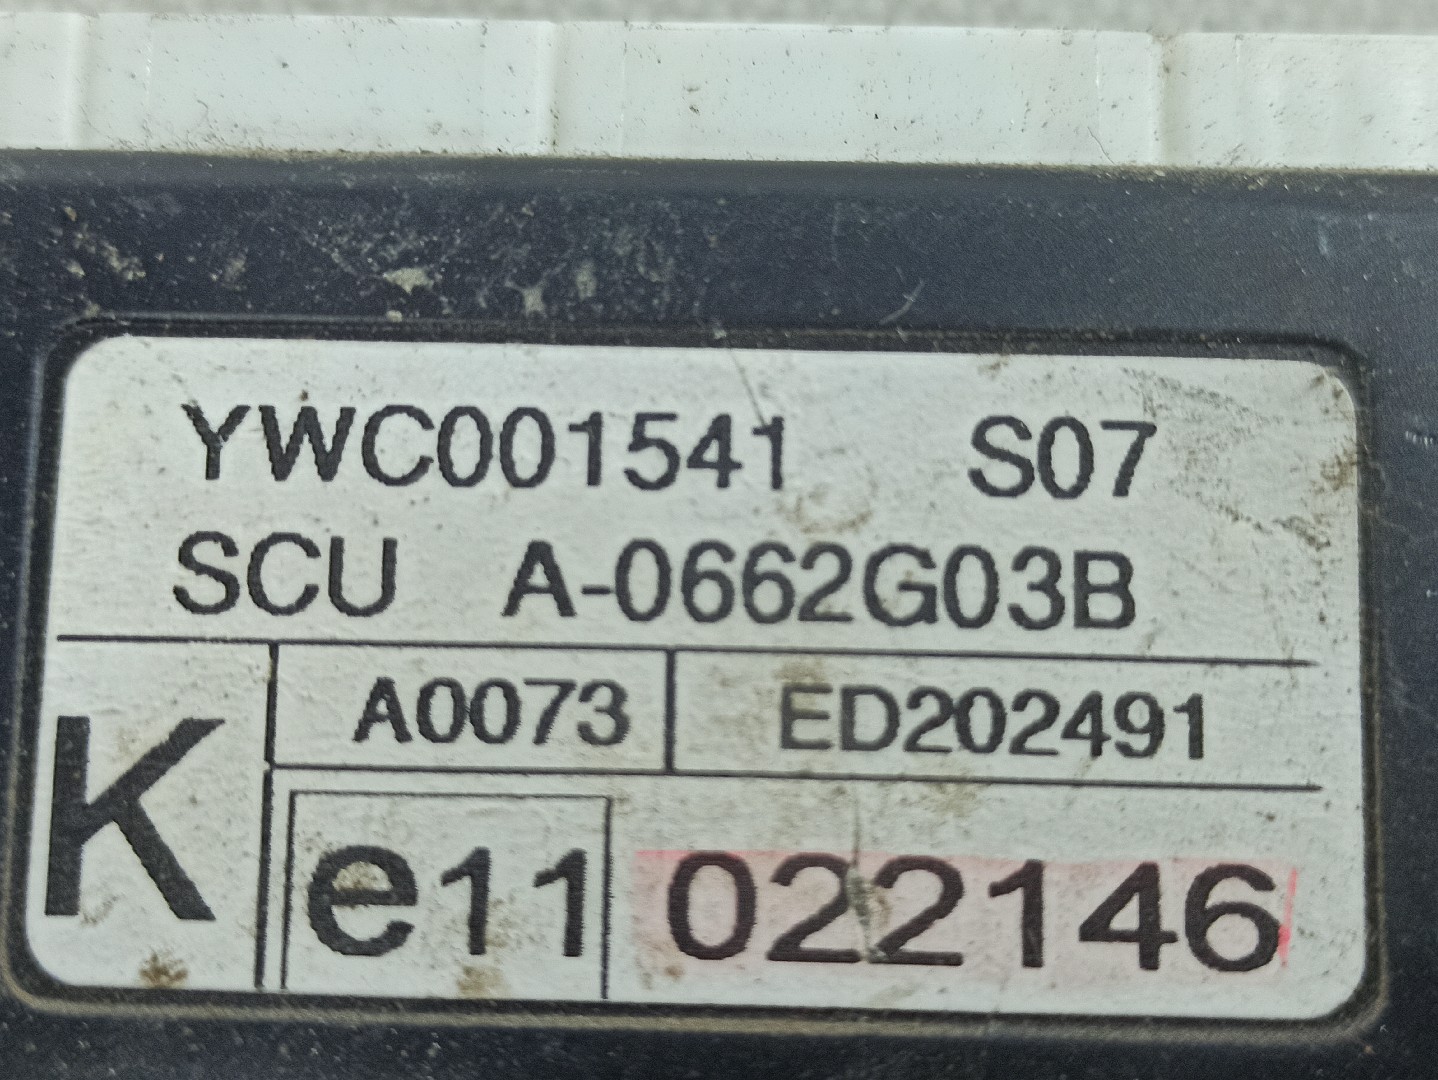 YWC001541 S07
SCU A-0662G03B
K
A0073 ED202491
e11 022146